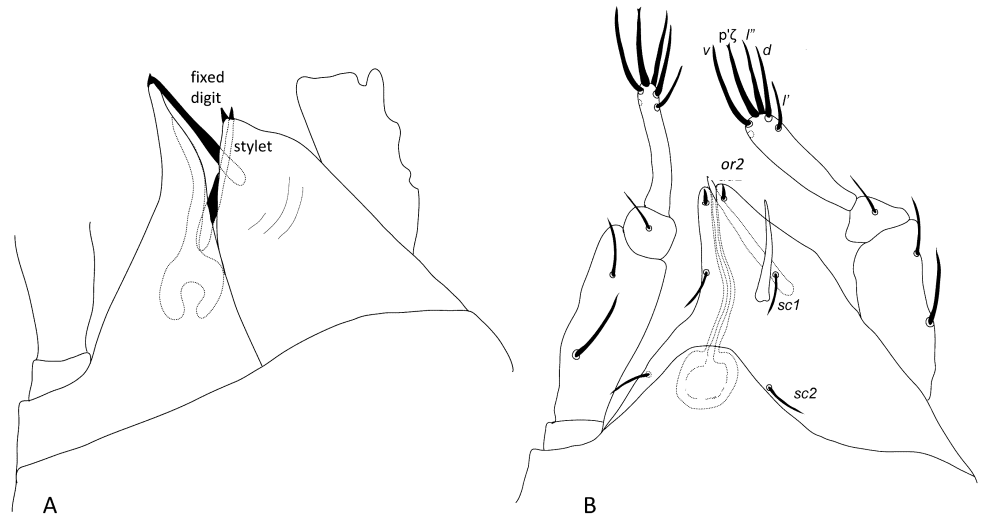 fixed
digit
stylet
A
v
p'ζ
l"
d
l'
or2
sc1
sc2
B